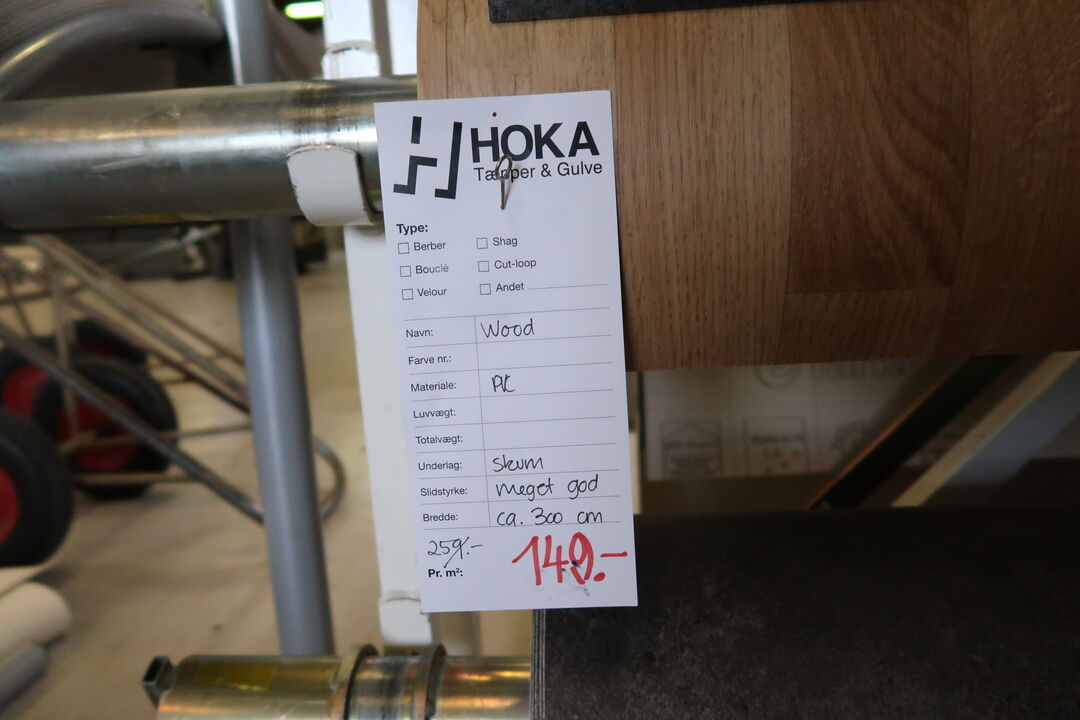 HOKA
Tæpper & Gulve
Type:
Berber
Shag
Bouclé
Cut-loop
Velour
Andet
Navn: Wood
Farve nr.:
Materiale: PVC
Luvvægt:
Totalvægt:
Underlag: Skum
Slidstyrke: meget god
Bredde: ca. 300 cm
259.-
Pr. m²: 149.-